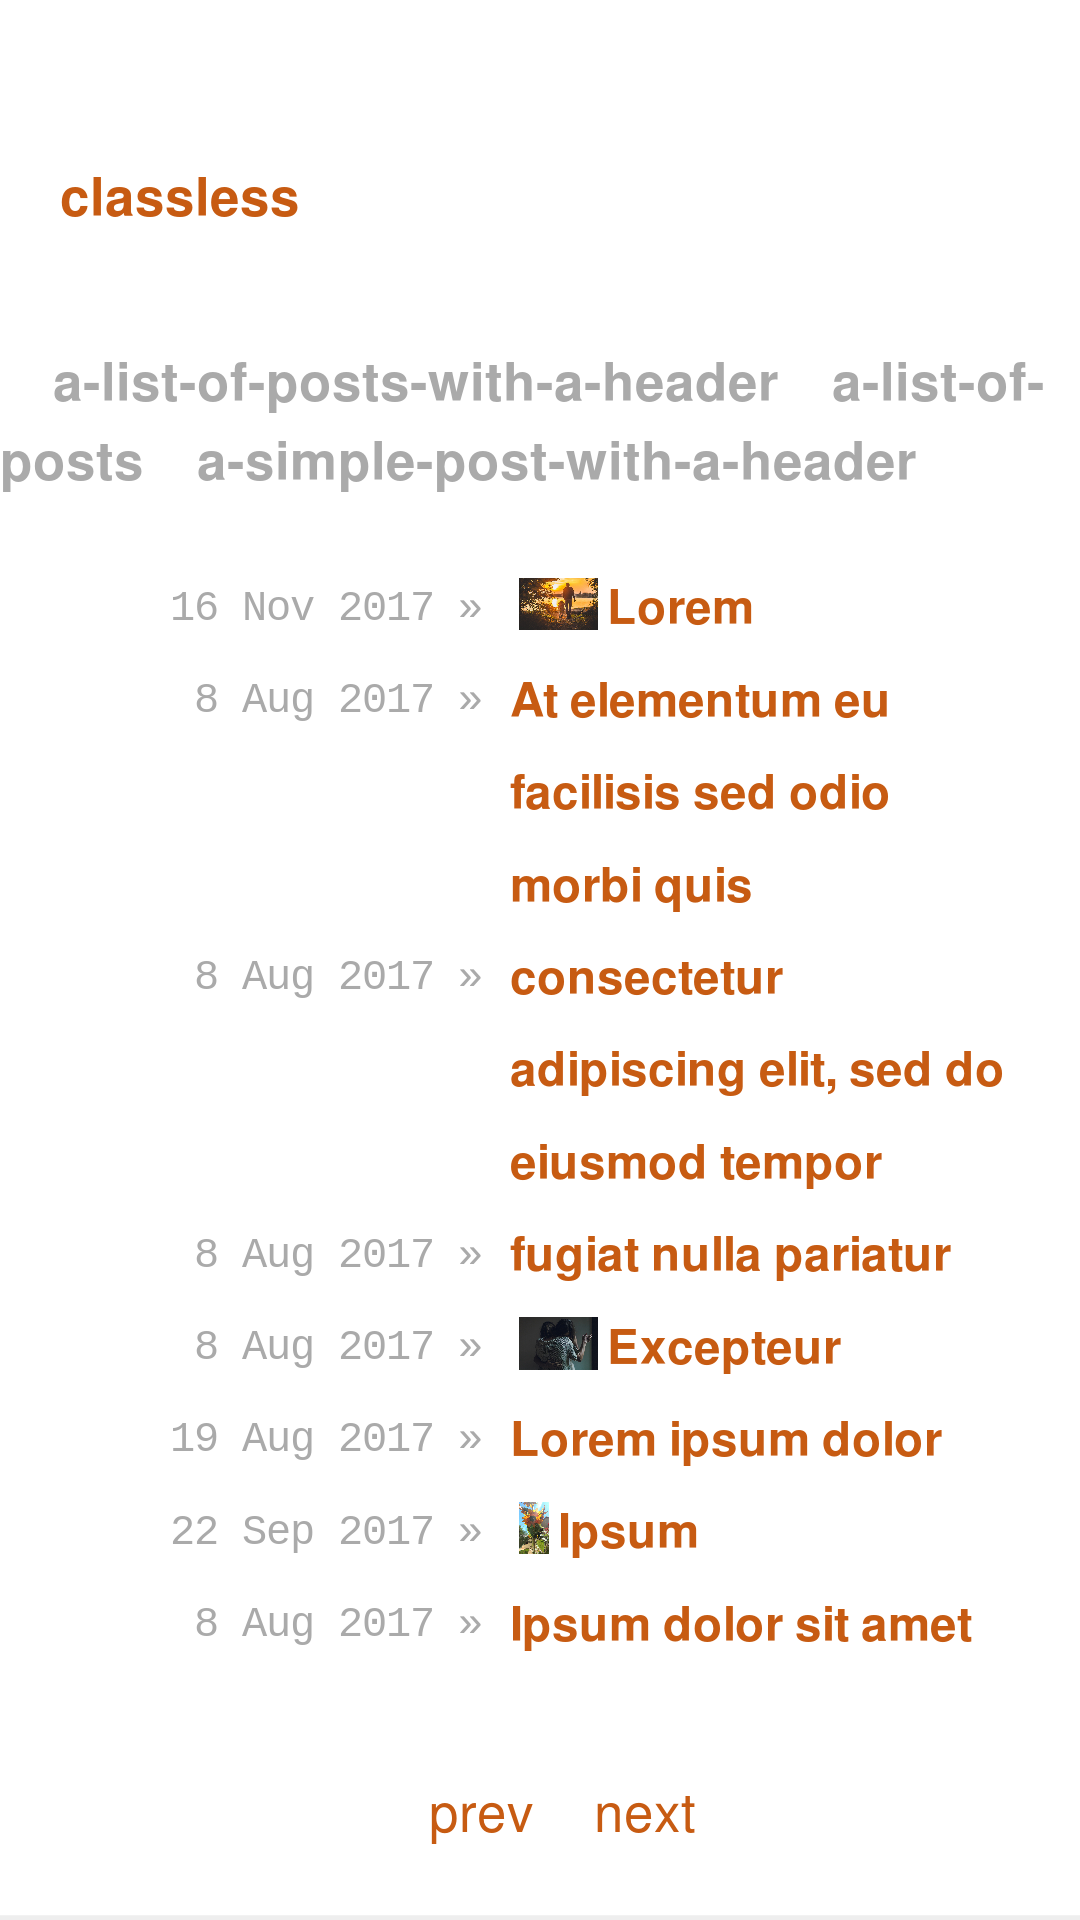 classless
a-list-of-posts-with-a-header a-list-of-
posts a-simple-post-with-a-header
16 Nov 2017 » Lorem
8 Aug 2017 » At elementum eu
facilisis sed odio
morbi quis
8 Aug 2017 » consectetur
adipiscing elit, sed do
eiusmod tempor
8 Aug 2017 » fugiat nulla pariatur
8 Aug 2017 » Excepteur
19 Aug 2017 » Lorem ipsum dolor
22 Sep 2017 » Ipsum
8 Aug 2017 » Ipsum dolor sit amet
prev next